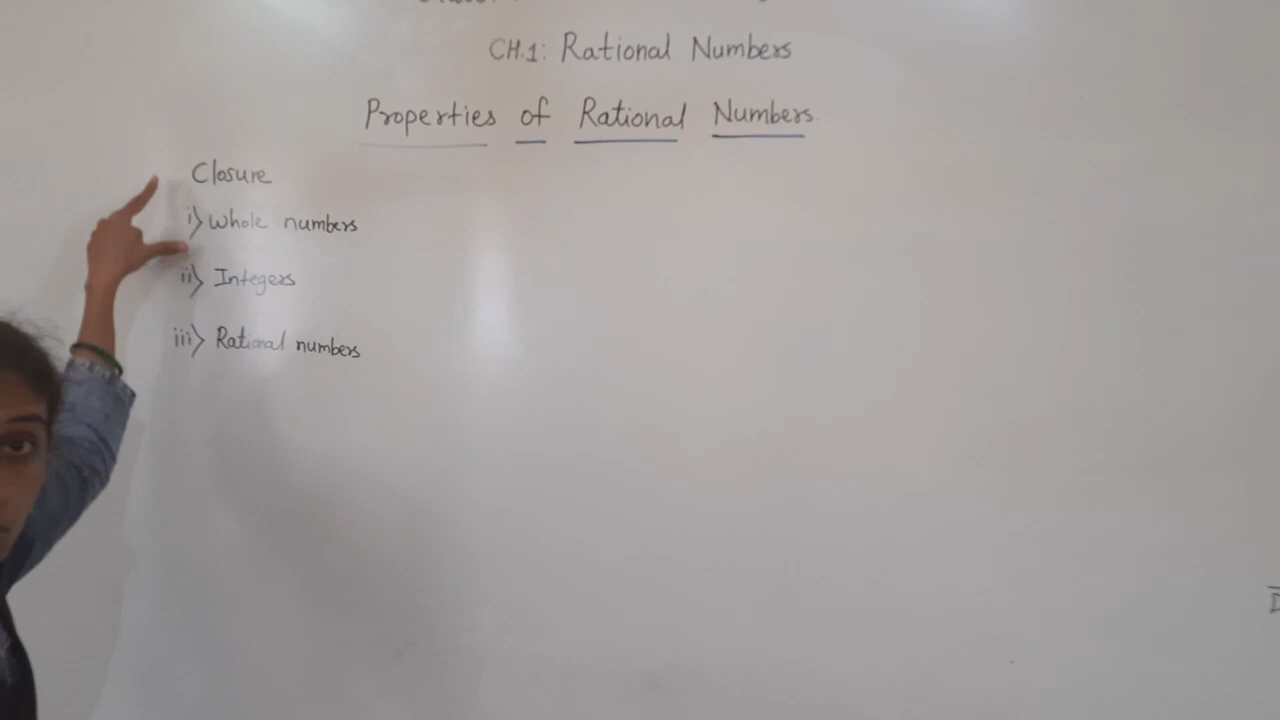 CH.1: Rational Numbers
Properties of Rational Numbers.
Closure
i) Whole numbers
ii) Integers
iii) Rational numbers